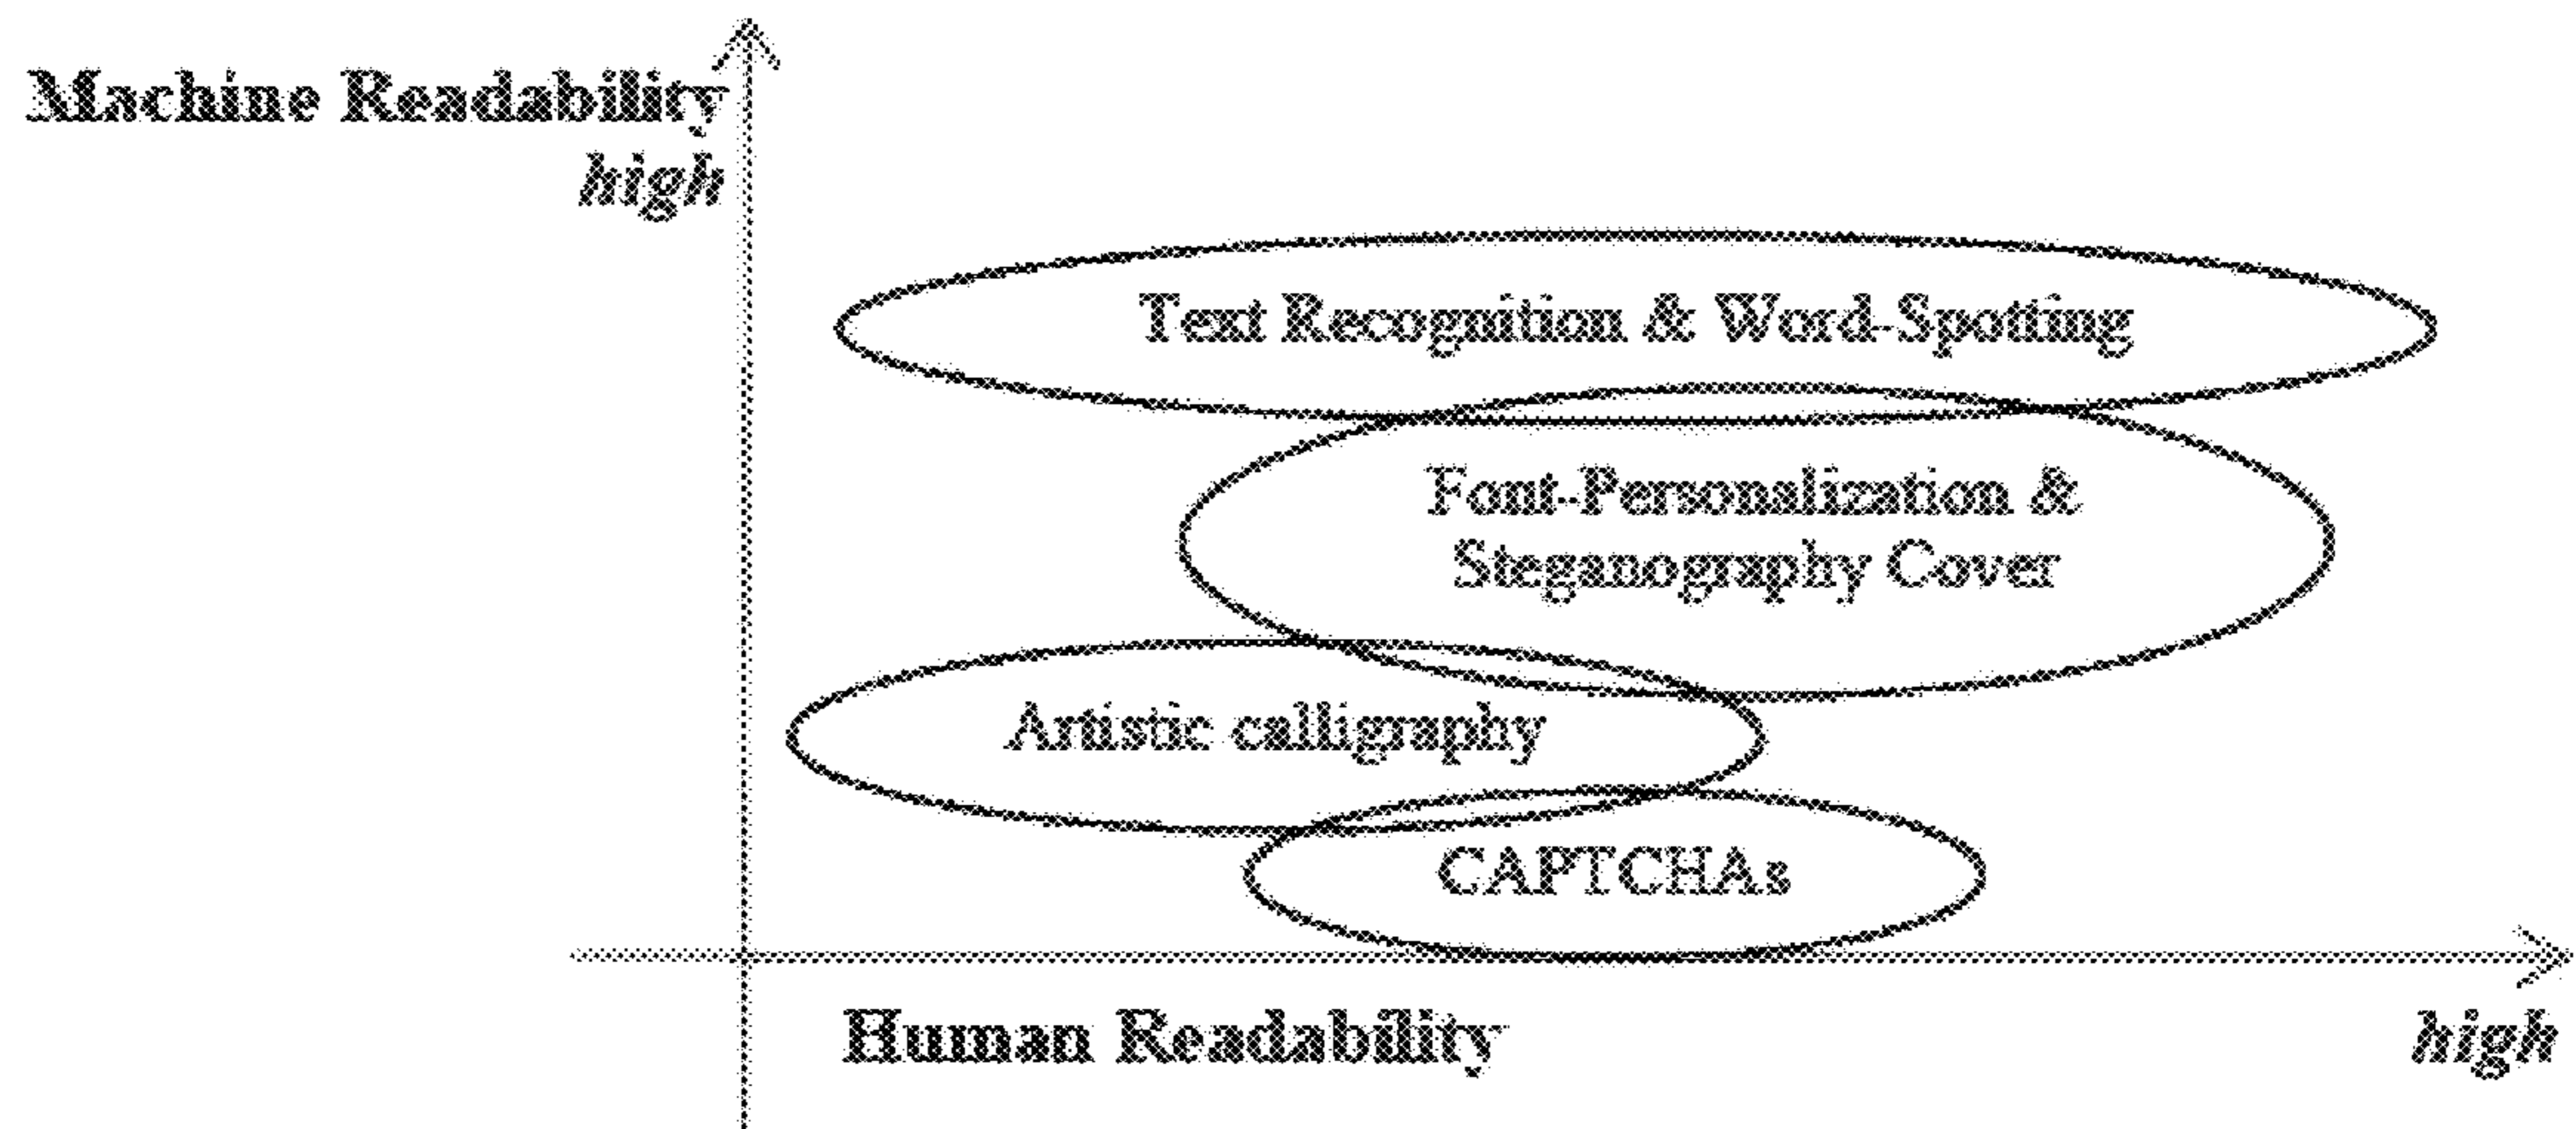 Machine Readability
high
Text Recognition & Word-Spotting
Font-Personalization &
Steganography Cover
Artistic calligraphy
CAPTCHAs
Human Readability
high